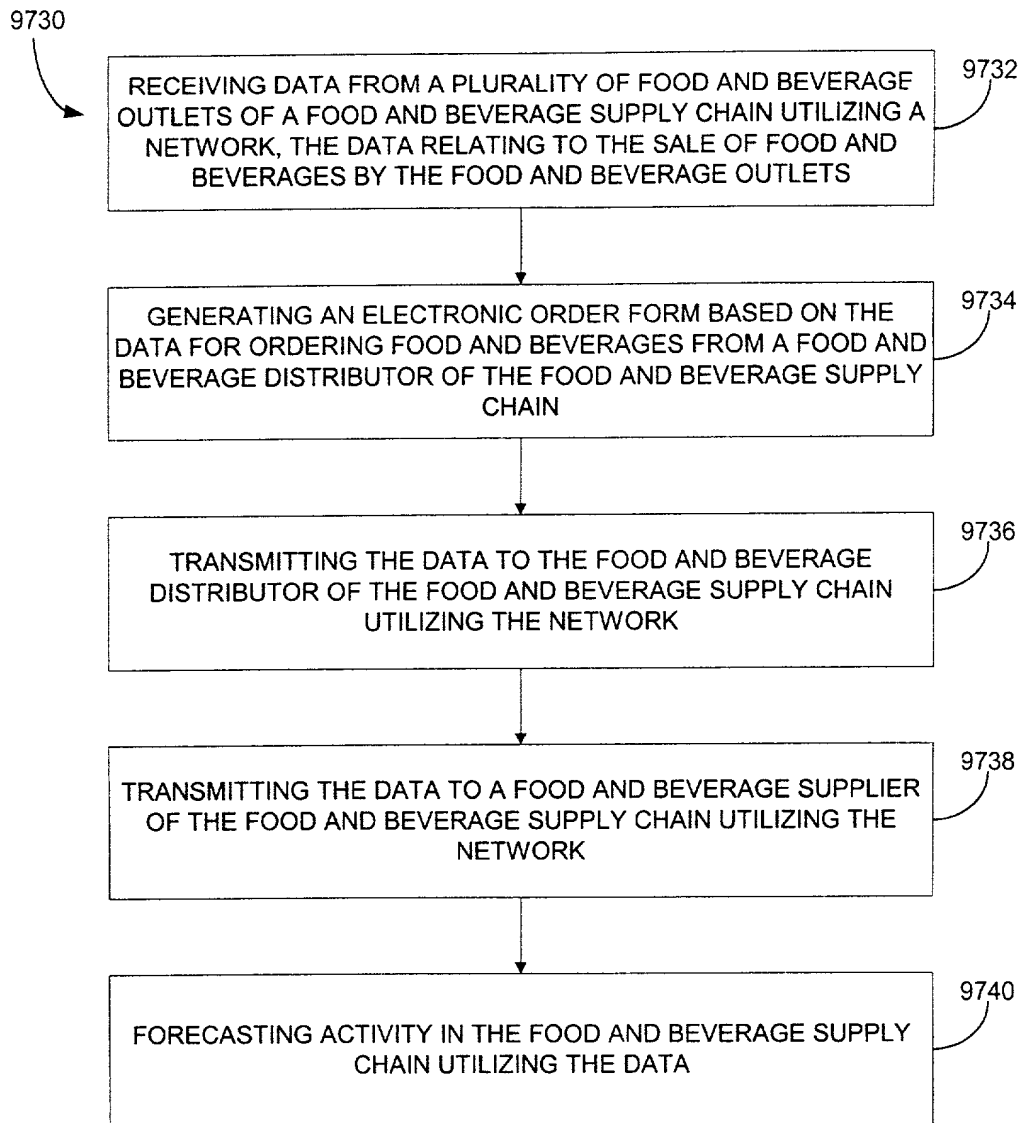 9730
RECEIVING DATA FROM A PLURALITY OF FOOD AND BEVERAGE
OUTLETS OF A FOOD AND BEVERAGE SUPPLY CHAIN UTILIZING A
NETWORK, THE DATA RELATING TO THE SALE OF FOOD AND
BEVERAGES BY THE FOOD AND BEVERAGE OUTLETS
9732
GENERATING AN ELECTRONIC ORDER FORM BASED ON THE
DATA FOR ORDERING FOOD AND BEVERAGES FROM A FOOD AND
BEVERAGE DISTRIBUTOR OF THE FOOD AND BEVERAGE SUPPLY
CHAIN
9734
TRANSMITTING THE DATA TO THE FOOD AND BEVERAGE
DISTRIBUTOR OF THE FOOD AND BEVERAGE SUPPLY CHAIN
UTILIZING THE NETWORK
9736
TRANSMITTING THE DATA TO A FOOD AND BEVERAGE SUPPLIER
OF THE FOOD AND BEVERAGE SUPPLY CHAIN UTILIZING THE
NETWORK
9738
FORECASTING ACTIVITY IN THE FOOD AND BEVERAGE SUPPLY
CHAIN UTILIZING THE DATA
9740